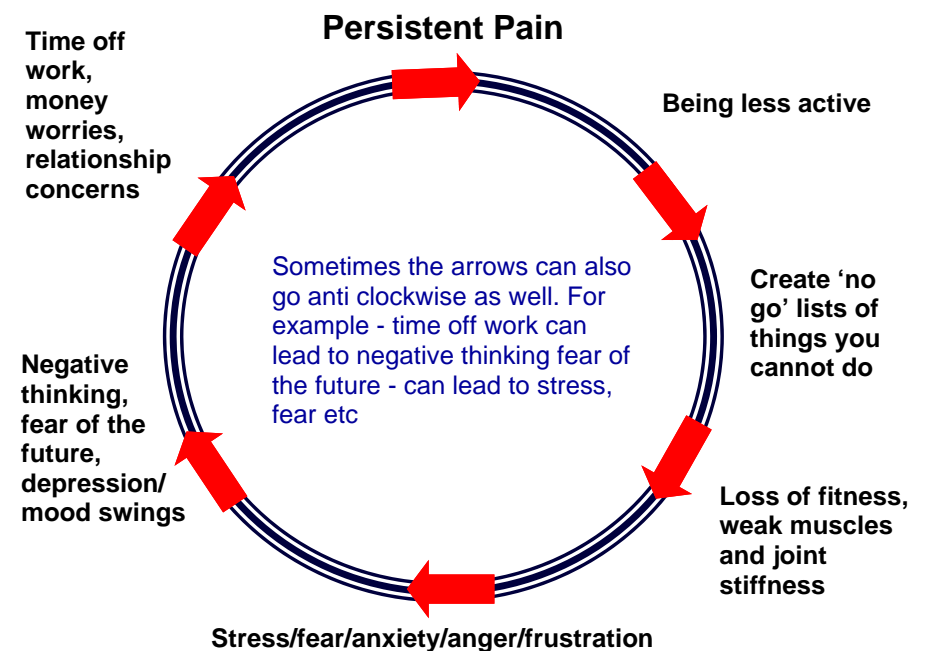 Persistent Pain
Being less active
Create ‘no
go’ lists of
things you
cannot do
Loss of fitness,
weak muscles
and joint
stiffness
Stress/fear/anxiety/anger/frustration
Negative
thinking,
fear of the
future,
depression/
mood swings
Time off
work,
money
worries,
relationship
concerns
Sometimes the arrows can also
go anti clockwise as well. For
example - time off work can
lead to negative thinking fear of
the future - can lead to stress,
fear etc